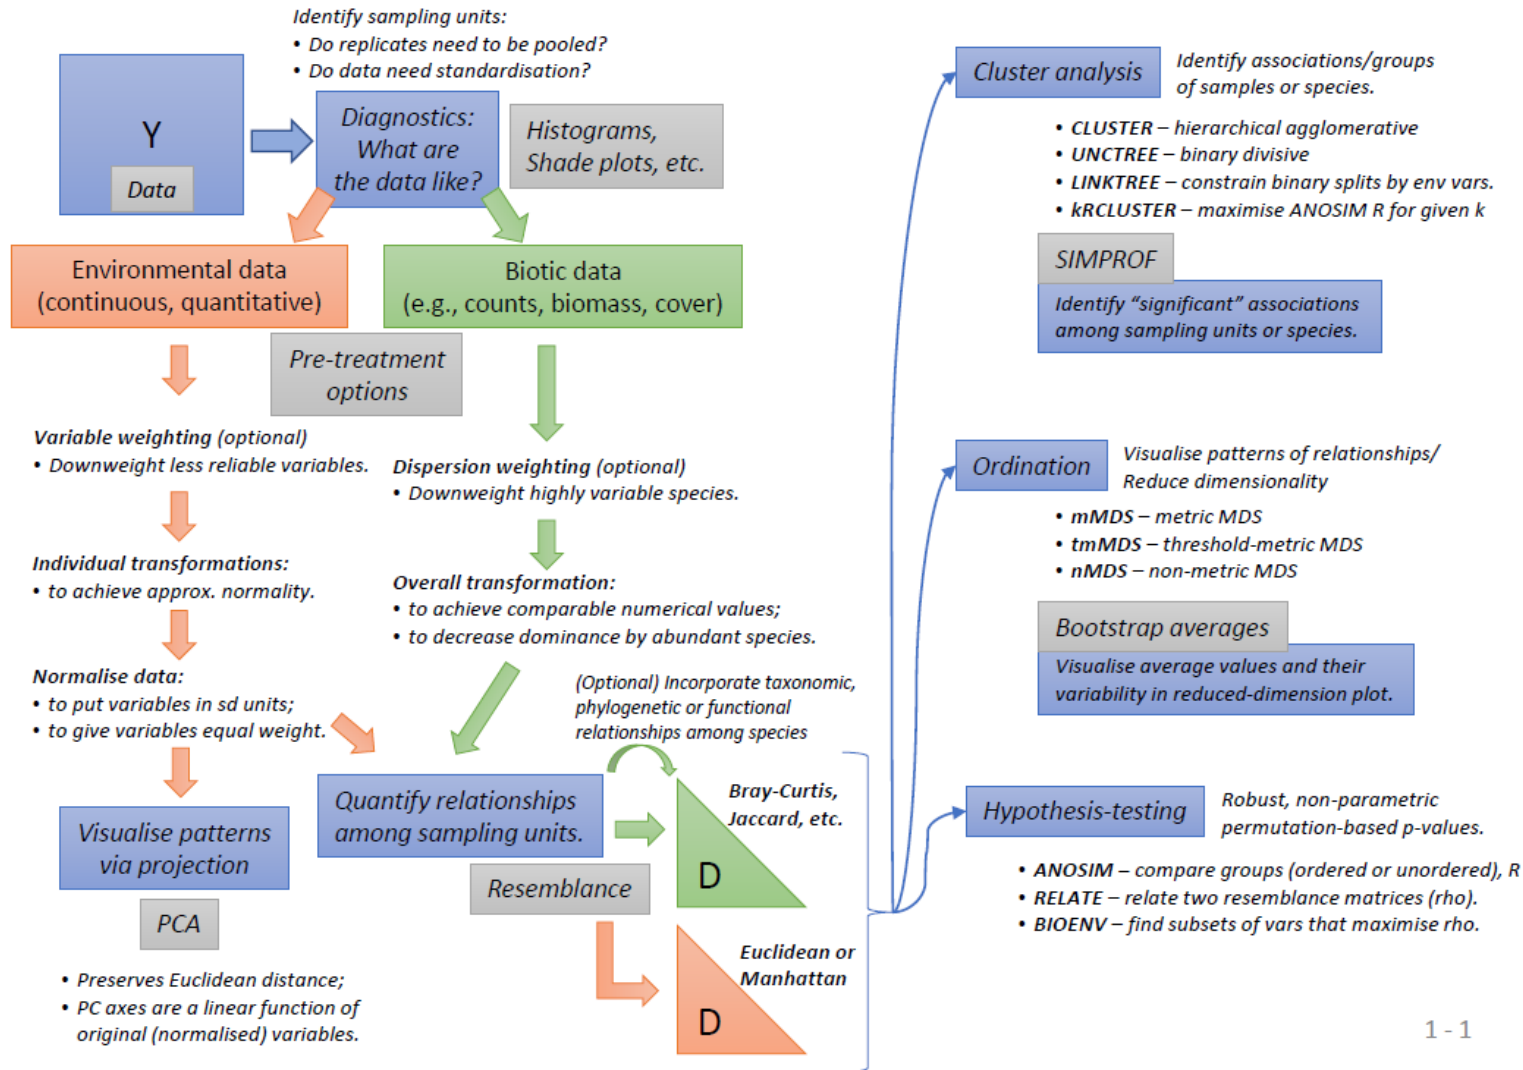 Identify sampling units:
• Do replicates need to be pooled?
• Do data need standardisation?
Y
Data
Diagnostics:
What are
the data like?
Histograms,
Shade plots, etc.
Environmental data
(continuous, quantitative)
Biotic data
(e.g., counts, biomass, cover)
Pre-treatment
options
Variable weighting (optional)
• Downweight less reliable variables.
Individual transformations:
• to achieve approx. normality.
Normalise data:
• to put variables in sd units;
• to give variables equal weight.
Visualise patterns
via projection
PCA
• Preserves Euclidean distance;
• PC axes are a linear function of
original (normalised) variables.
Dispersion weighting (optional)
• Downweight highly variable species.
Overall transformation:
• to achieve comparable numerical values;
• to decrease dominance by abundant species.
(Optional) Incorporate taxonomic,
phylogenetic or functional
relationships among species
Quantify relationships
among sampling units.
Resemblance
Bray-Curtis,
Jaccard, etc.
D
Euclidean or
Manhattan
D
Cluster analysis
Identify associations/groups
of samples or species.
• CLUSTER – hierarchical agglomerative
• UNCTREE – binary divisive
• LINKTREE – constrain binary splits by env vars.
• kRCLUSTER – maximise ANOSIM R for given k
SIMPROF
Identify “significant” associations
among sampling units or species.
Ordination
Visualise patterns of relationships/
Reduce dimensionality
• mMDS – metric MDS
• tmMDS – threshold-metric MDS
• nMDS – non-metric MDS
Bootstrap averages
Visualise average values and their
variability in reduced-dimension plot.
Hypothesis-testing
Robust, non-parametric
permutation-based p-values.
• ANOSIM – compare groups (ordered or unordered), R
• RELATE – relate two resemblance matrices (rho).
• BIOENV – find subsets of vars that maximise rho.
1 - 1